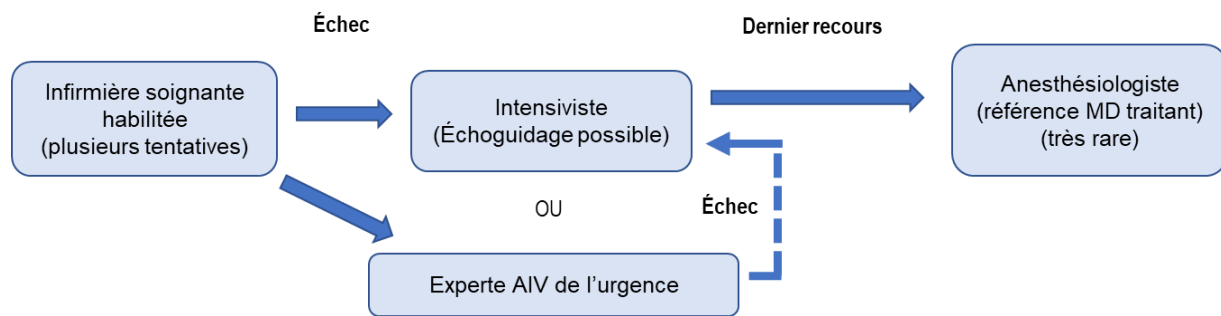 Échec
Dernier recours
Infirmière soignante
habilitée
(plusieurs tentatives)
Intensiviste
(Échoguidage possible)
Anesthésiologiste
(référence MD traitant)
(très rare)
OU
Échec
Experte AIV de l’urgence